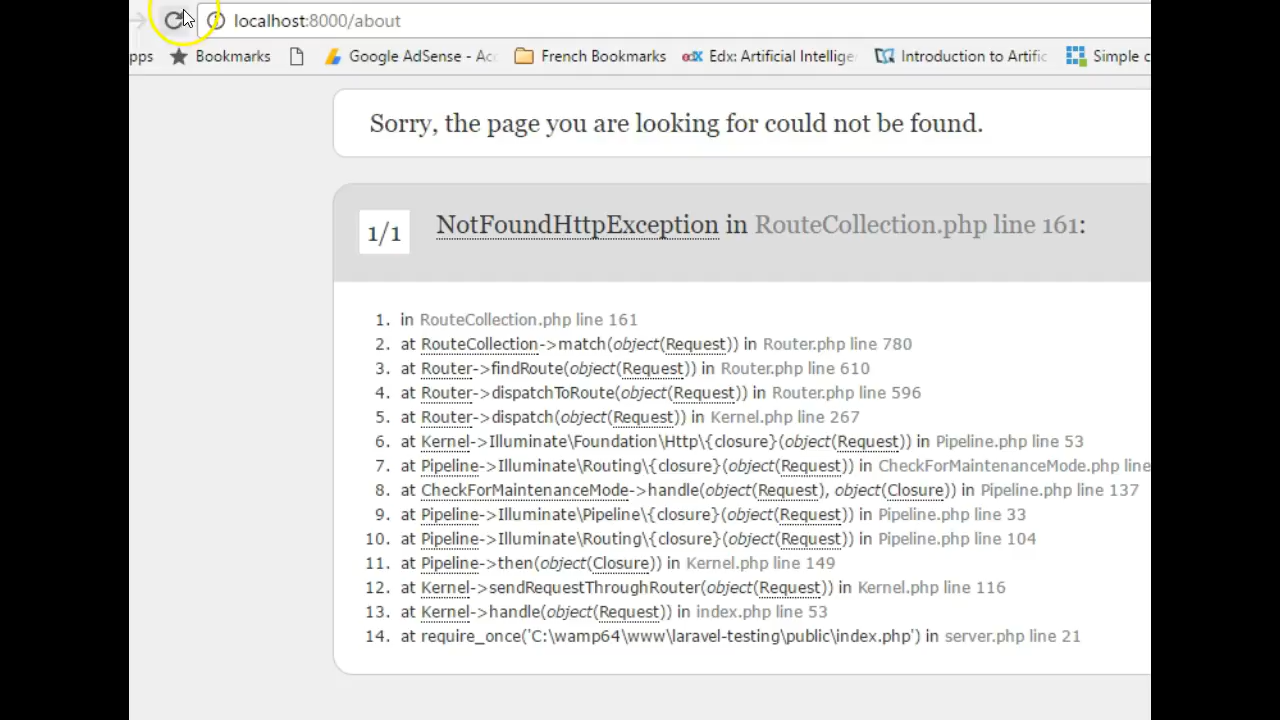 localhost:8000/about
pps Bookmarks Google AdSense - Acc French Bookmarks edX Edx: Artificial Intellige Introduction to Artific Simple c
Sorry, the page you are looking for could not be found.
1/1 NotFoundHttpException in RouteCollection.php line 161:
1. in RouteCollection.php line 161
2. at RouteCollection->match(object(Request)) in Router.php line 780
3. at Router->findRoute(object(Request)) in Router.php line 610
4. at Router->dispatchToRoute(object(Request)) in Router.php line 596
5. at Router->dispatch(object(Request)) in Kernel.php line 267
6. at Kernel->Illuminate\Foundation\Http\{closure}(object(Request)) in Pipeline.php line 53
7. at Pipeline->Illuminate\Routing\{closure}(object(Request)) in CheckForMaintenanceMode.php line
8. at CheckForMaintenanceMode->handle(object(Request), object(Closure)) in Pipeline.php line 137
9. at Pipeline->Illuminate\Pipeline\{closure}(object(Request)) in Pipeline.php line 33
10. at Pipeline->Illuminate\Routing\{closure}(object(Request)) in Pipeline.php line 104
11. at Pipeline->then(object(Closure)) in Kernel.php line 149
12. at Kernel->sendRequestThroughRouter(object(Request)) in Kernel.php line 116
13. at Kernel->handle(object(Request)) in index.php line 53
14. at require_once('C:\wamp64\www\laravel-testing\public\index.php') in server.php line 21